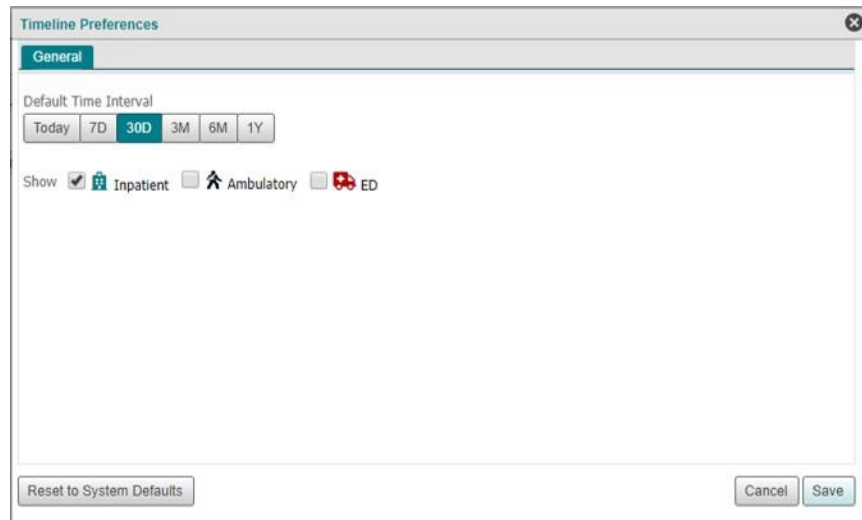 Timeline Preferences
General
Default Time Interval
Today 7D 30D 3M 6M 1Y
Show Inpatient Ambulatory ED
Reset to System Defaults Cancel Save